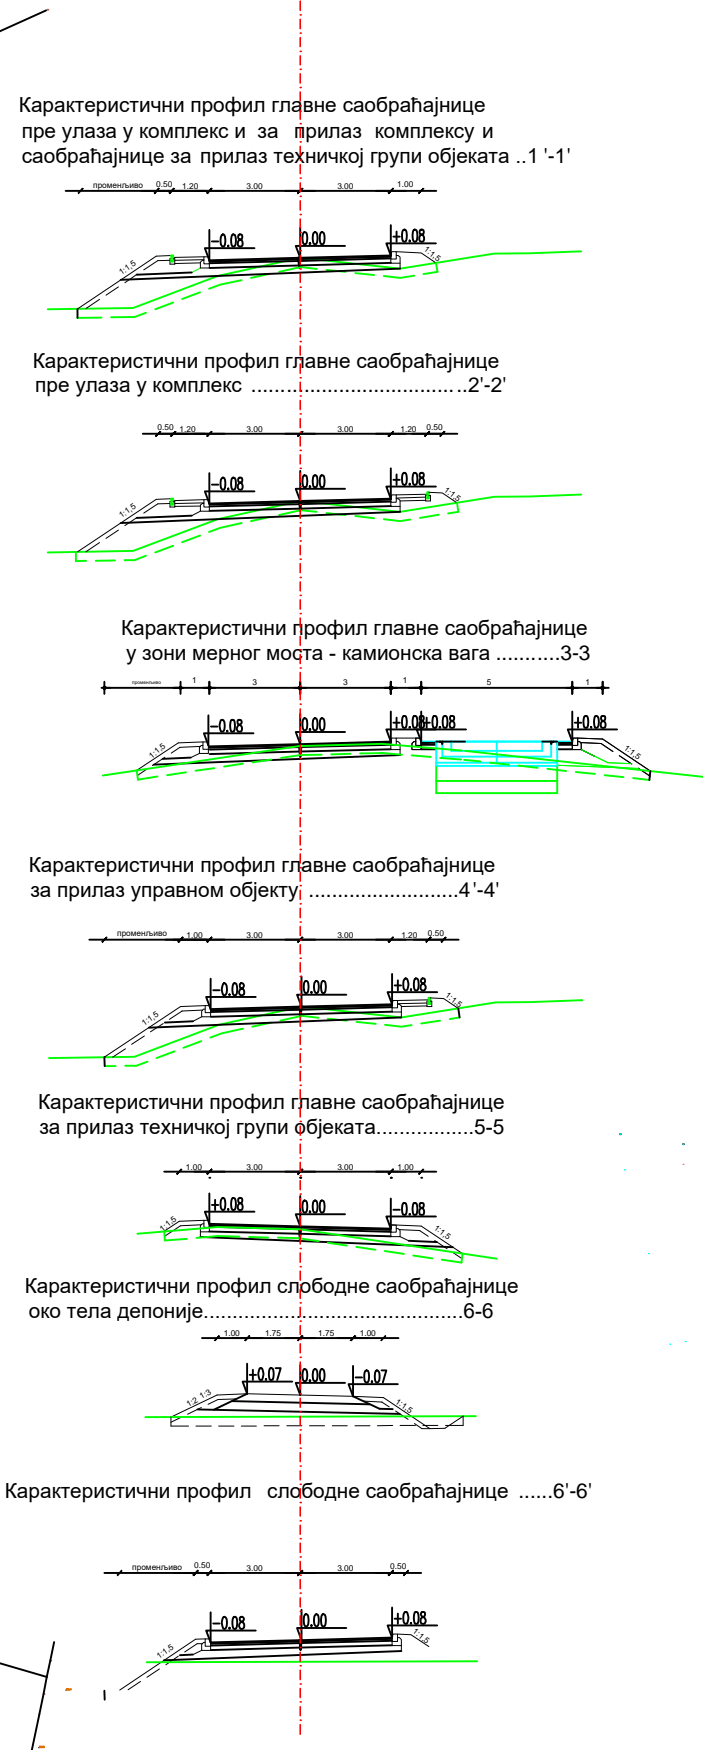 Карактеристични профил главне саобраћајнице
пре улаза у комплекс и за прилаз комплексу и
саобраћајнице за прилаз техничкој групи објеката ..1 '-1'
променљиво 0.50 1.20 3.00 3.00 1.00
-0.08 0.00 +0.08
1:1,5 1:1,5
Карактеристични профил главне саобраћајнице
пре улаза у комплекс ......................................2'-2'
0.50 1.20 3.00 3.00 1.20 0.50
-0.08 0.00 +0.08
1:1,5 1:1,5
Карактеристични профил главне саобраћајнице
у зони мерног моста - камионска вага ...........3-3
променљиво 1 3 3 1 5 1
-0.08 0.00 +0.08 +0.08 +0.08
1:1,5 1:1,5
Карактеристични профил главне саобраћајнице
за прилаз управном објекту ..........................4'-4'
променљиво 1.00 3.00 3.00 1.20 0.50
-0.08 0.00 +0.08
1:1,5 1:1,5
Карактеристични профил главне саобраћајнице
за прилаз техничкој групи објеката.................5-5
1.00 3.00 3.00 1.00
+0.08 0.00 -0.08
1:1,5 1:1,5
Карактеристични профил слободне саобраћајнице
око тела депоније.............................................6-6
1.00 1.75 1.75 1.00
+0.07 0.00 -0.07
1:2 1:3 1:1,5
Карактеристични профил слободне саобраћајнице ......6'-6'
променљиво 0.50 3.00 3.00 0.50
-0.08 0.00 +0.08
1:1,5 1:1,5